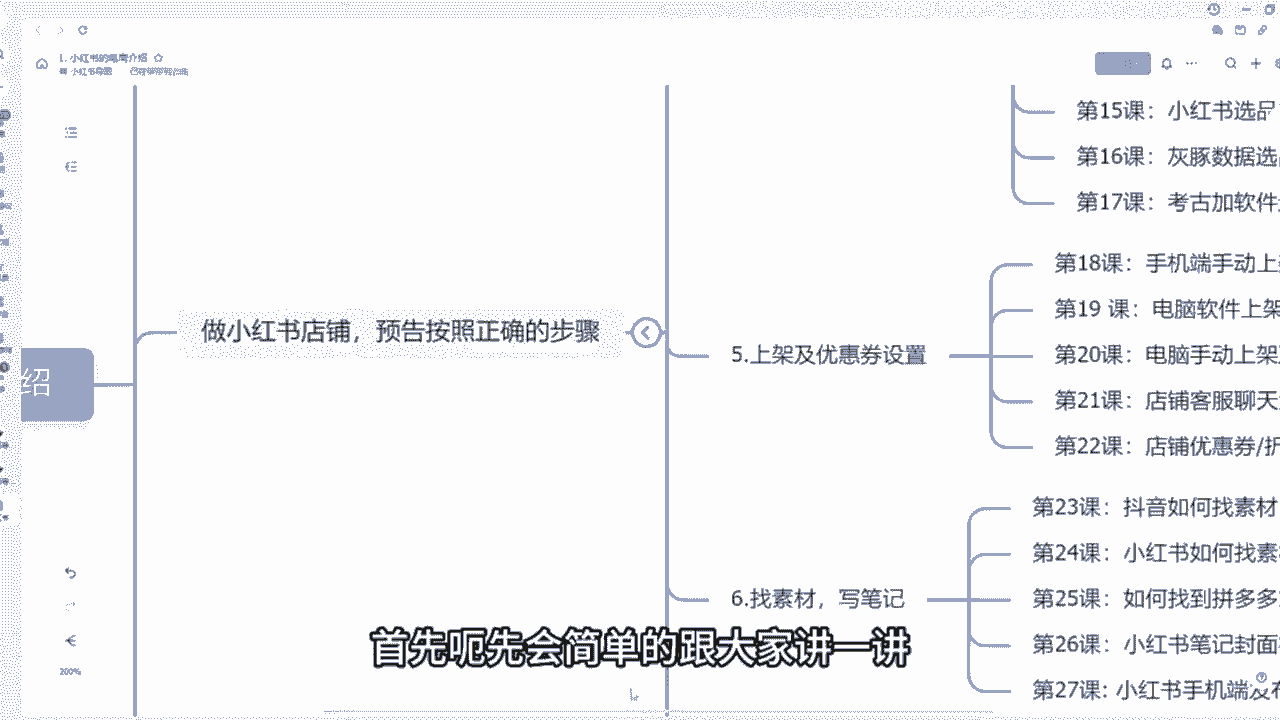 1. 小红书的电商介绍
第15课：小红书选品
第16课：灰豚数据选
第17课：考古加软件
第18课：手机端手动上
做小红书店铺，预告按照正确的步骤
第19 课：电脑软件上架
5.上架及优惠券设置
第20课：电脑手动上架
绍
第21课：店铺客服聊天
第22课：店铺优惠券/折
第23课：抖音如何找素材
第24课：小红书如何找素
6.找素材，写笔记
第25课：如何找到拼多多
第26课：小红书笔记封面
第27课：小红书手机端发布
首先呃先会简单的跟大家讲一讲
200%